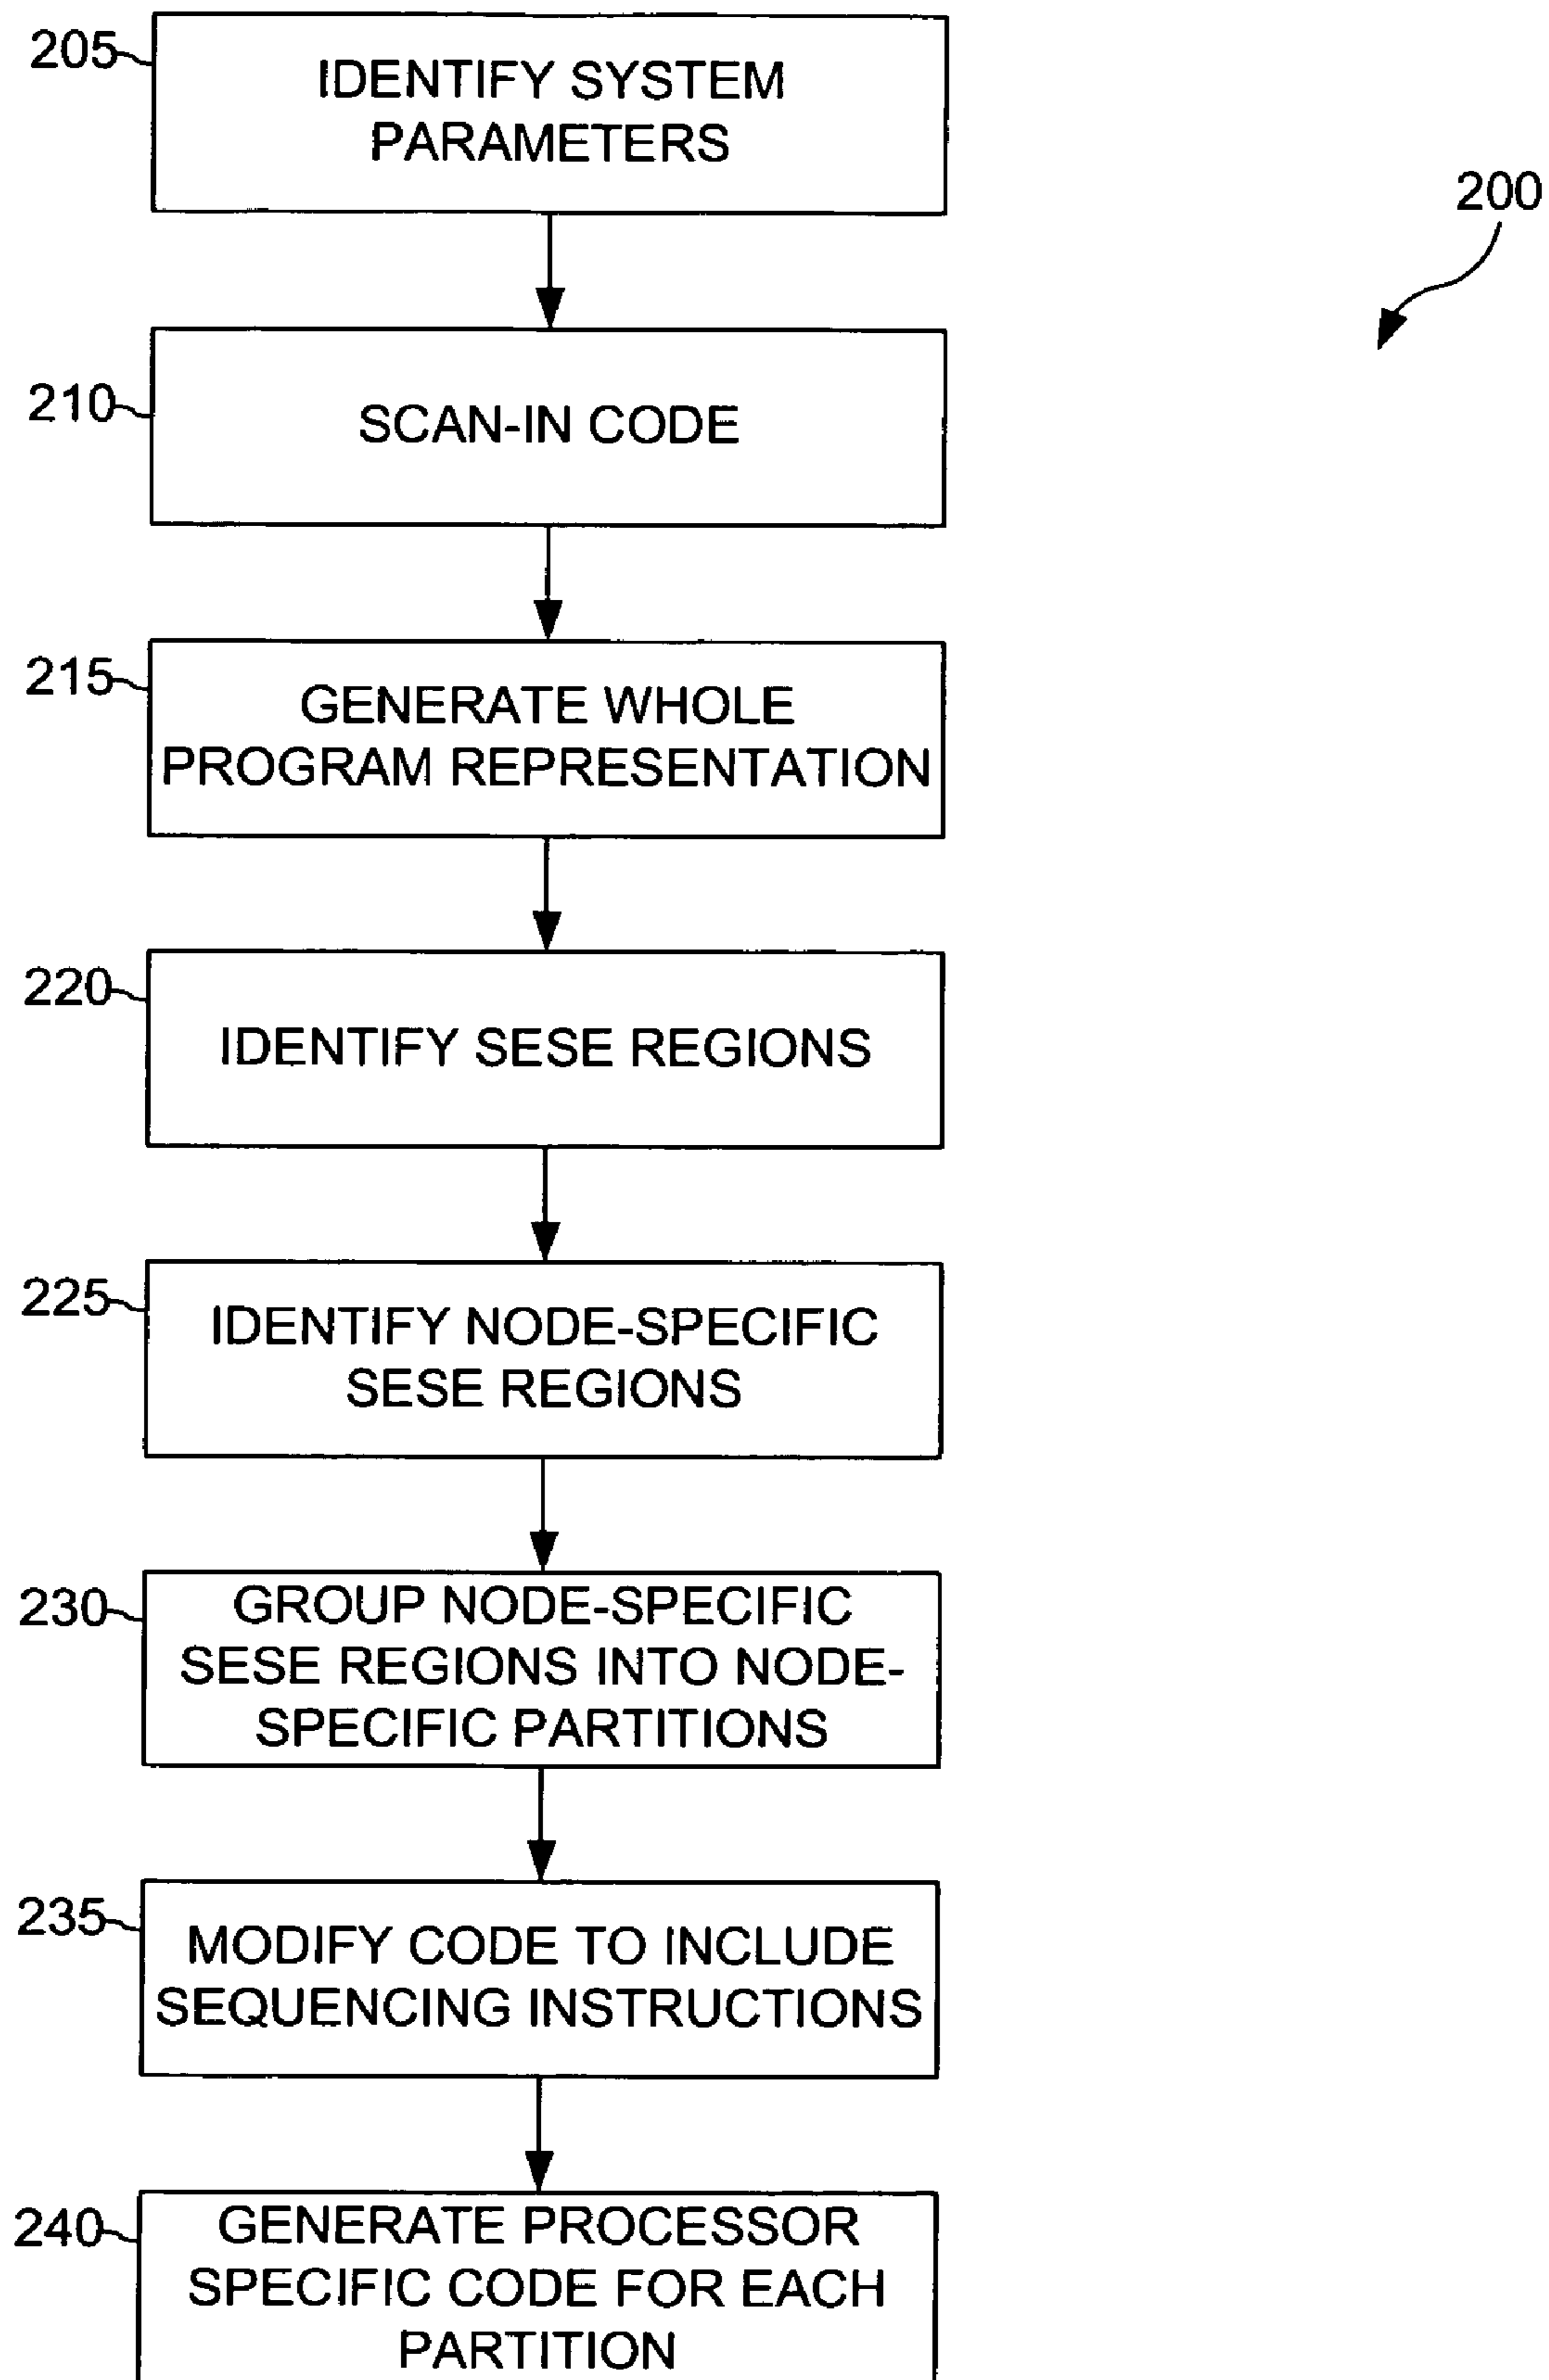 205
IDENTIFY SYSTEM
PARAMETERS
200
210
SCAN-IN CODE
215
GENERATE WHOLE
PROGRAM REPRESENTATION
220
IDENTIFY SESE REGIONS
225
IDENTIFY NODE-SPECIFIC
SESE REGIONS
230
GROUP NODE-SPECIFIC
SESE REGIONS INTO NODE-
SPECIFIC PARTITIONS
235
MODIFY CODE TO INCLUDE
SEQUENCING INSTRUCTIONS
240
GENERATE PROCESSOR
SPECIFIC CODE FOR EACH
PARTITION